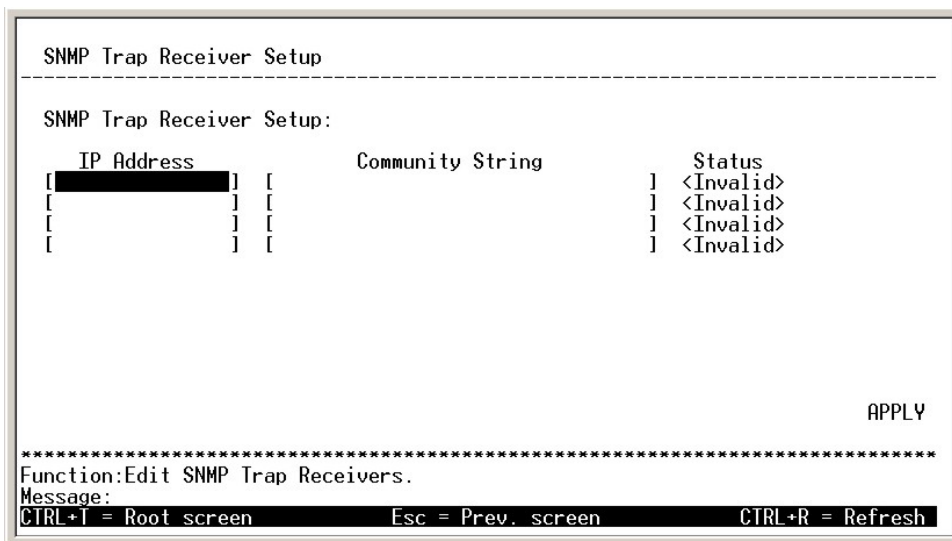 SNMP Trap Receiver Setup
--------------------------------------------------------------------------------
SNMP Trap Receiver Setup:
IP Address Community String Status
[ ] [ ] <Invalid>
[ ] [ ] <Invalid>
[ ] [ ] <Invalid>
[ ] [ ] <Invalid>
APPLY
********************************************************************************
Function:Edit SNMP Trap Receivers.
Message:
CTRL+T = Root screen Esc = Prev. screen CTRL+R = Refresh